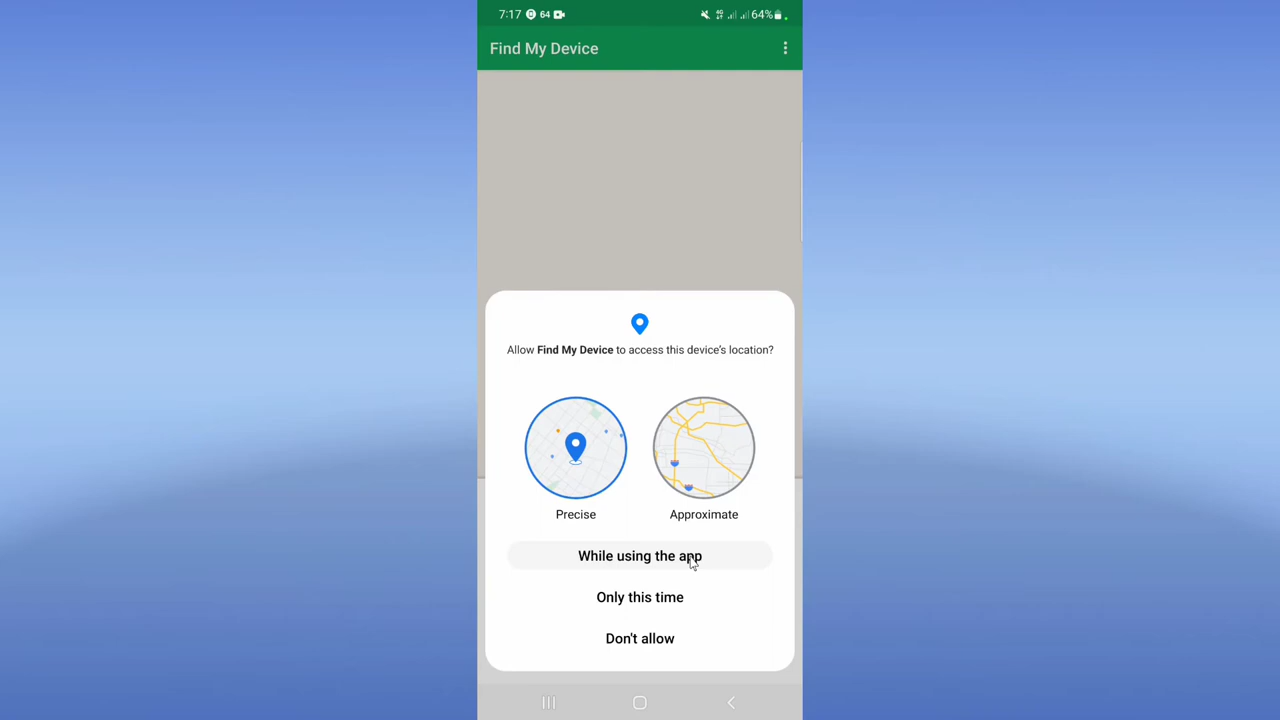 7:17 64 64%
Find My Device
Allow Find My Device to access this device's location?
Precise Approximate
While using the app
Only this time
Don't allow